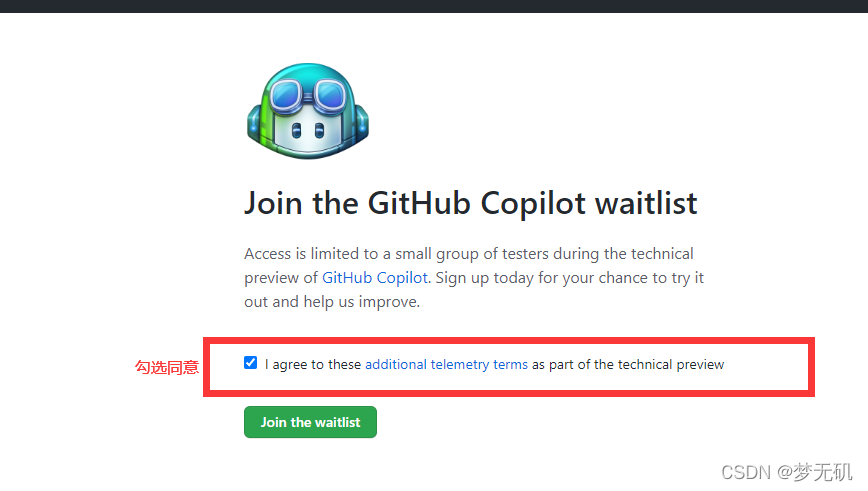 Join the GitHub Copilot waitlist
Access is limited to a small group of testers during the technical
preview of GitHub Copilot. Sign up today for your chance to try it
out and help us improve.
勾选同意
I agree to these additional telemetry terms as part of the technical preview
Join the waitlist
CSDN @梦无矶